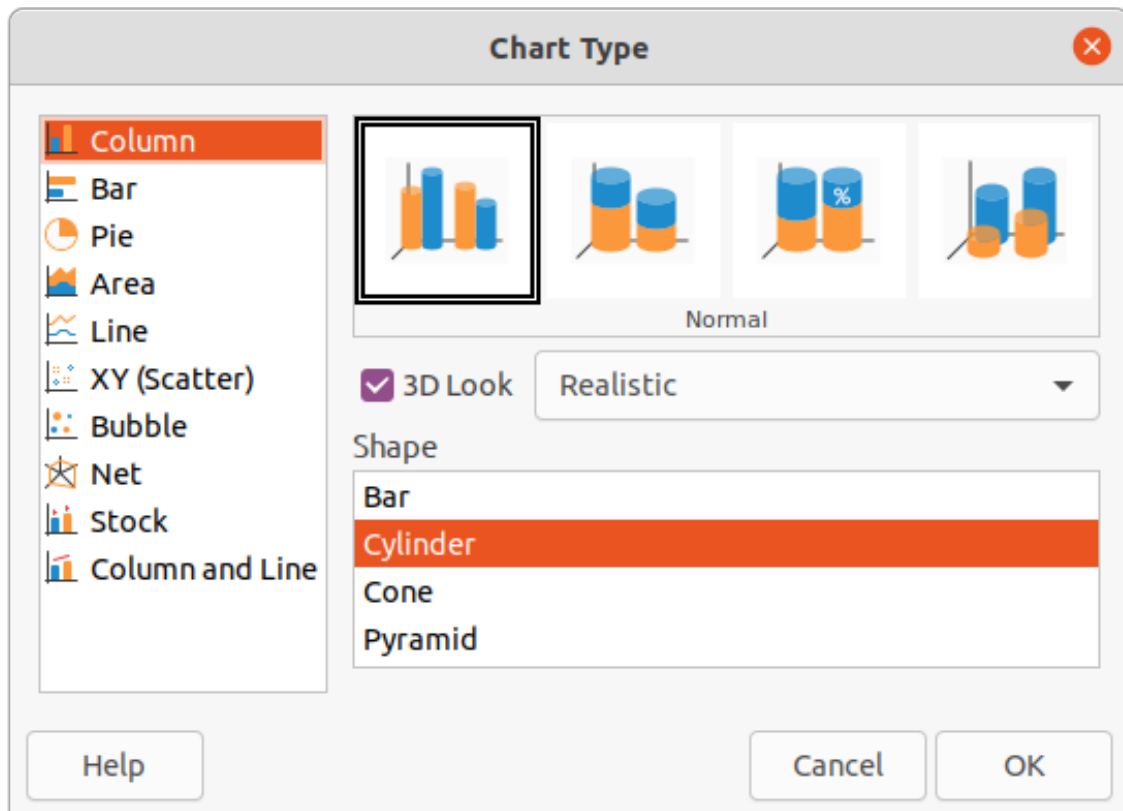 Chart Type
Column
Bar
Pie
Area
Line
XY (Scatter)
Bubble
Net
Stock
Column and Line
%
Normal
3D Look
Realistic
Shape
Bar
Cylinder
Cone
Pyramid
Help
Cancel
OK